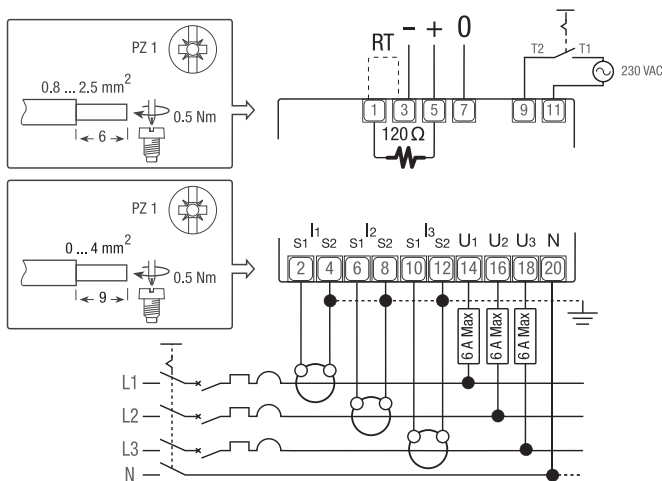 PZ 1
0.8 ... 2.5 mm²
0.5 Nm
6
RT - + 0
T2 T1
230 VAC
1 3 5 7 9 11
120 Ω
PZ 1
0 ... 4 mm²
0.5 Nm
9
I1 I2 I3
S1 S2 S1 S2 S1 S2 U1 U2 U3 N
2 4 6 8 10 12 14 16 18 20
6 A Max 6 A Max 6 A Max
L1
L2
L3
N